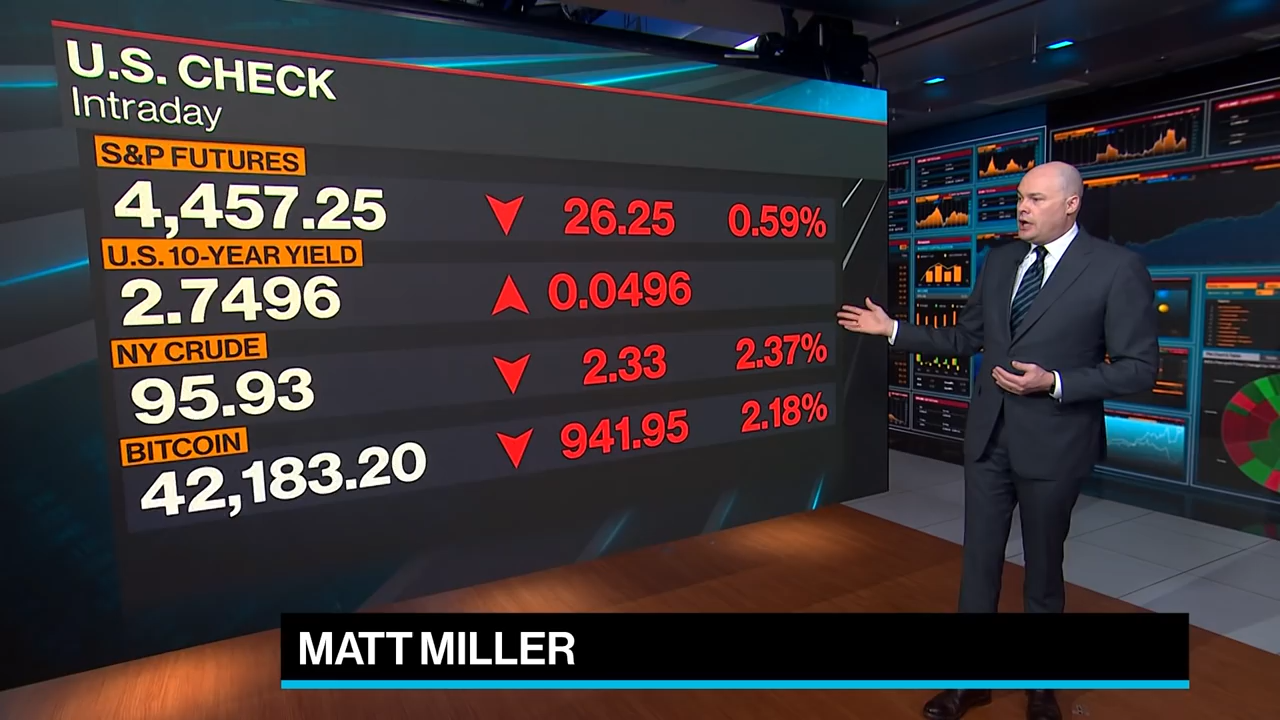 U.S. CHECK
Intraday
S&P FUTURES
4,457.25 26.25 0.59%
U.S. 10-YEAR YIELD
2.7496 0.0496
NY CRUDE
95.93 2.33 2.37%
BITCOIN
42,183.20 941.95 2.18%
MATT MILLER